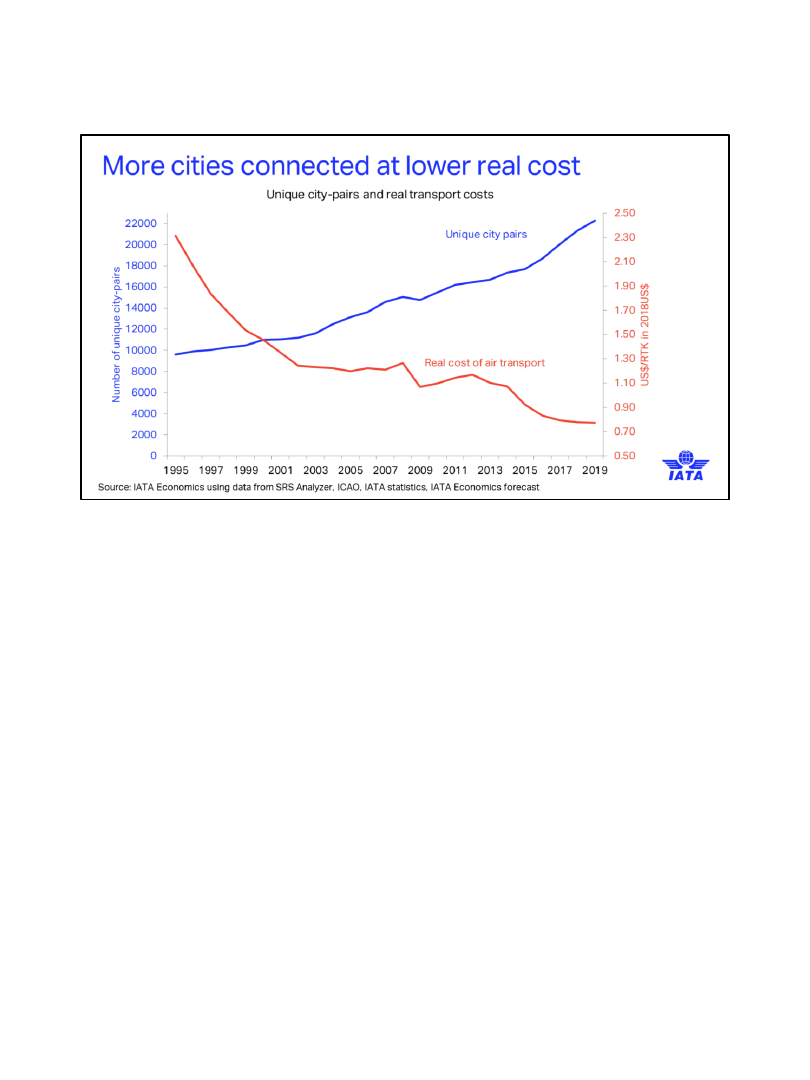 More cities connected at lower real cost
Unique city-pairs and real transport costs
Number of unique city-pairs
22000
20000
18000
16000
14000
12000
10000
8000
6000
4000
2000
0
Unique city pairs
Real cost of air transport
2.50
2.30
2.10
1.90
1.70
1.50
1.30
1.10
0.90
0.70
0.50
US$/RTK in 2018US$
1995 1997 1999 2001 2003 2005 2007 2009 2011 2013 2015 2017 2019
IATA
Source: IATA Economics using data from SRS Analyzer, ICAO, IATA statistics, IATA Economics forecast